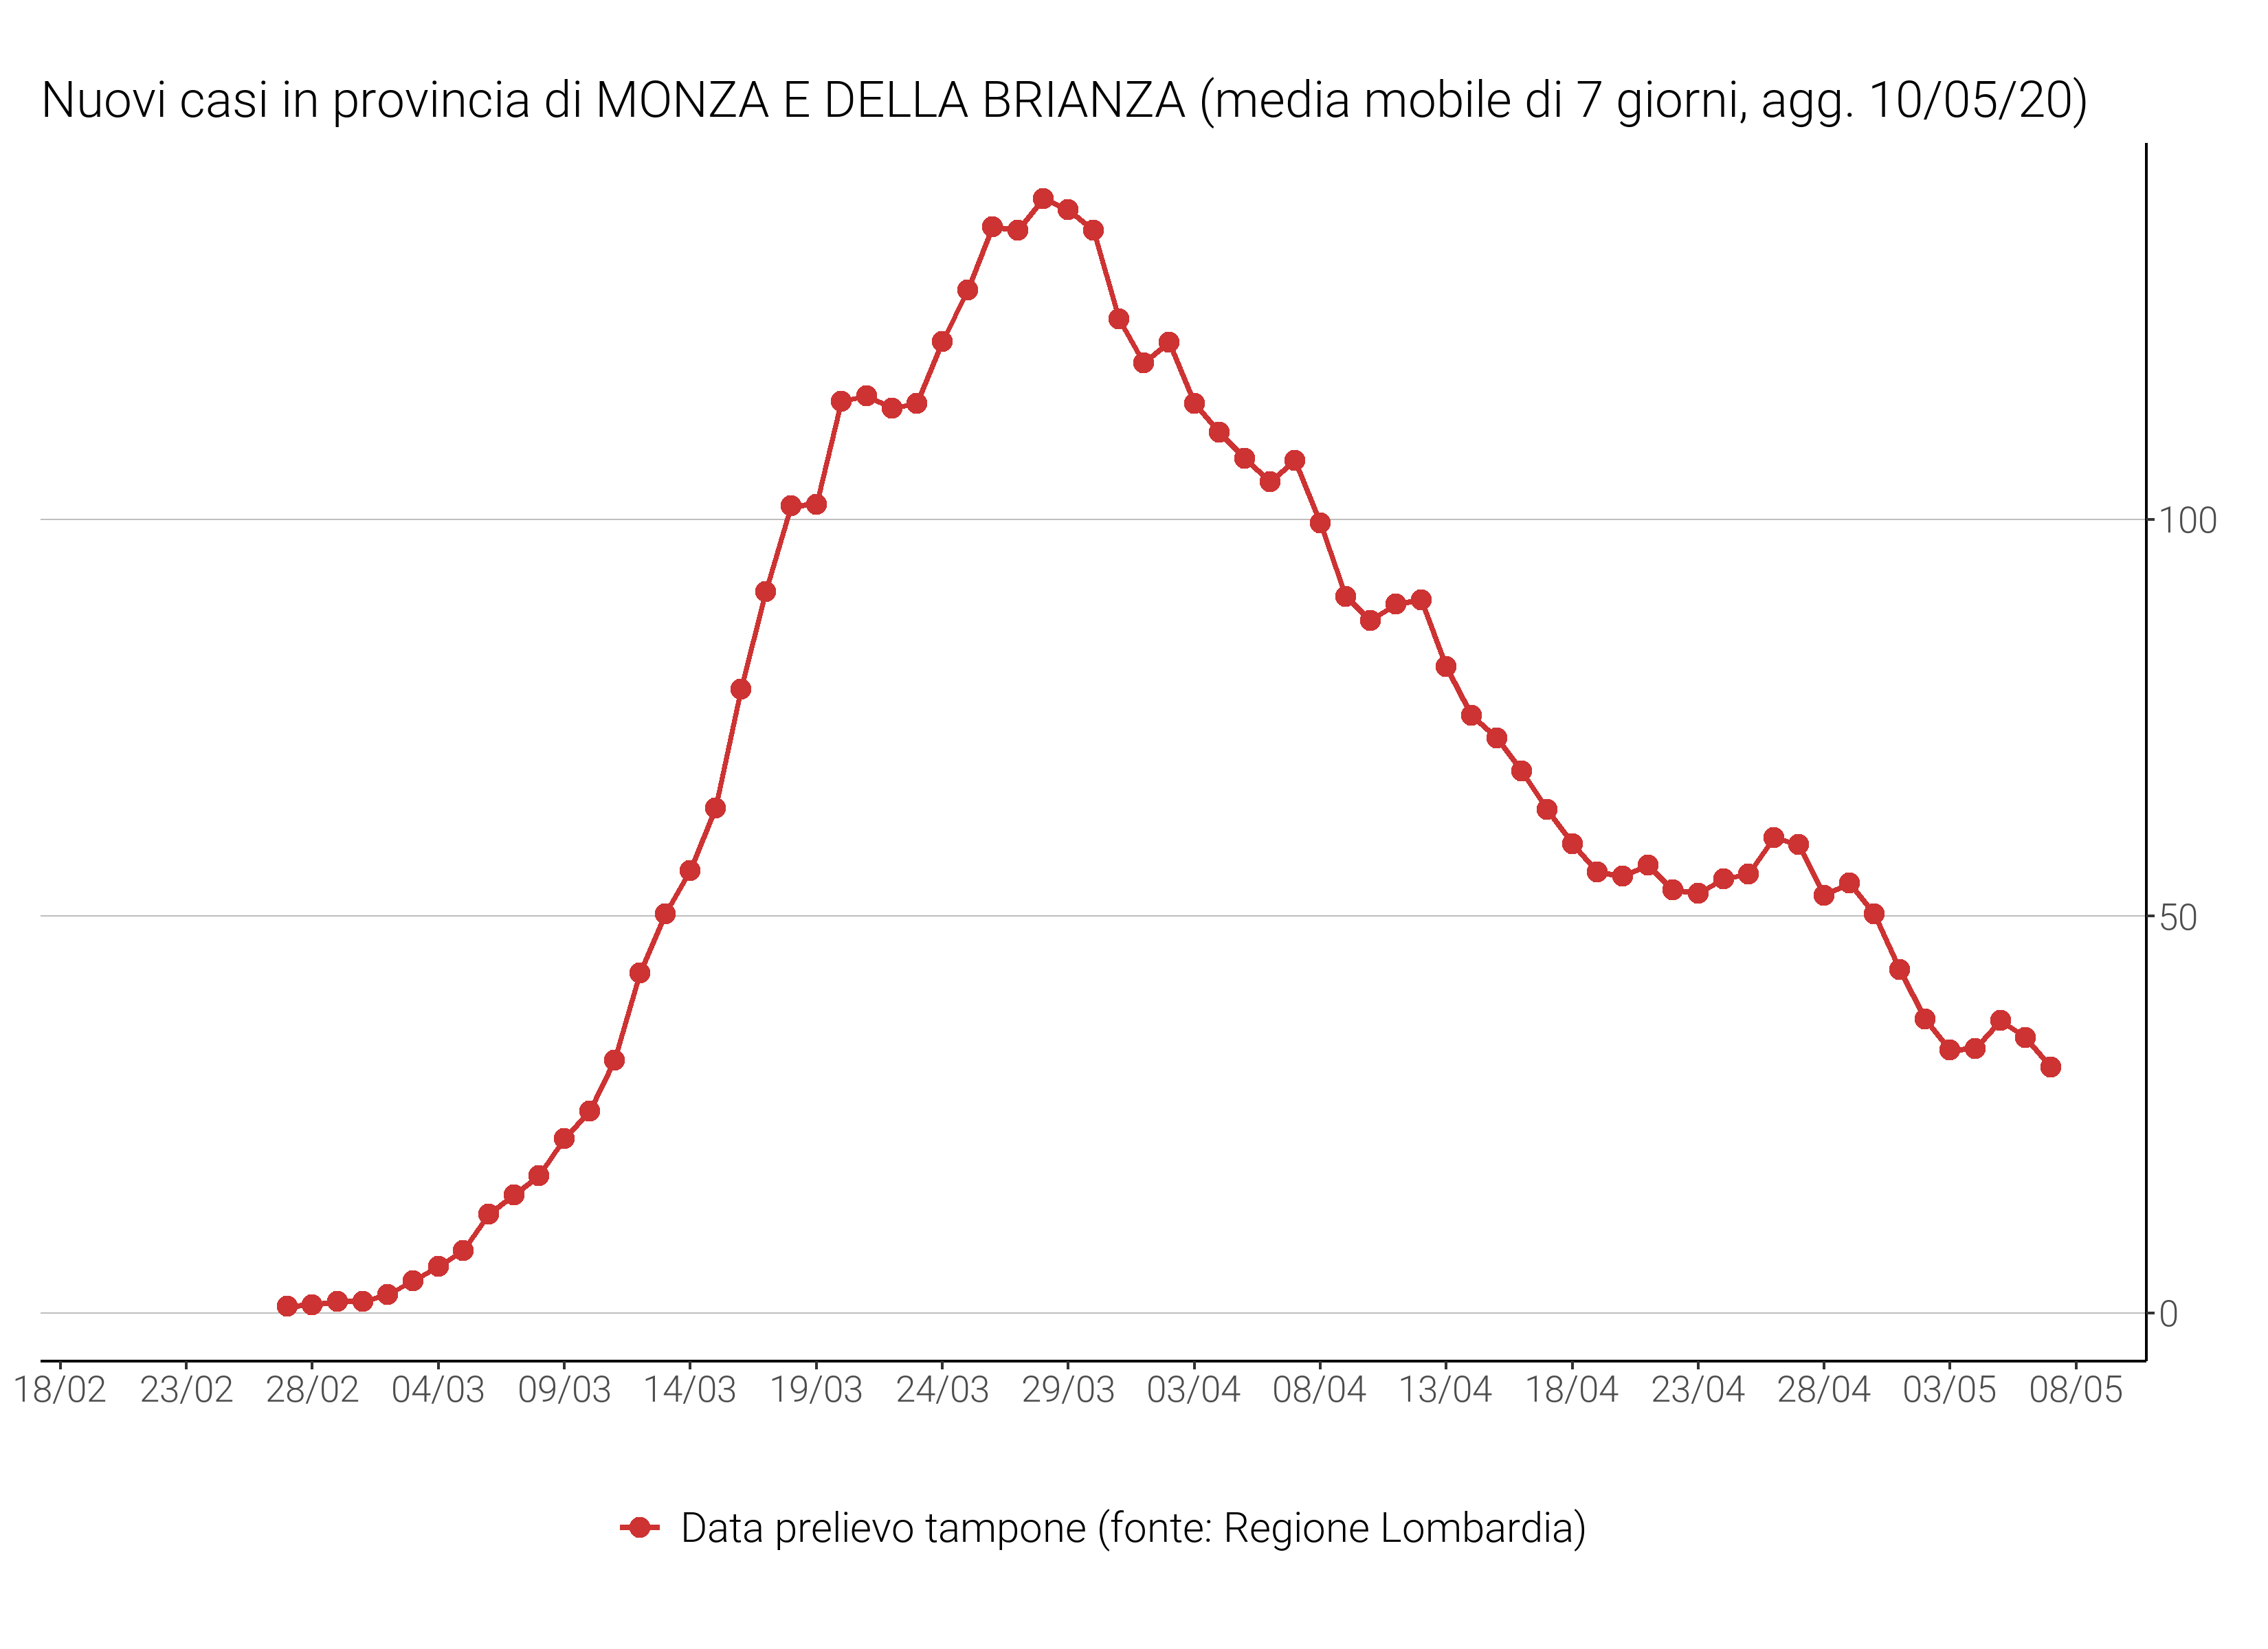 Nuovi casi in provincia di MONZA E DELLA BRIANZA (media mobile di 7 giorni, agg. 10/05/20)
100
50
0
18/02 23/02 28/02 04/03 09/03 14/03 19/03 24/03 29/03 03/04 08/04 13/04 18/04 23/04 28/04 03/05 08/05
Data prelievo tampone (fonte: Regione Lombardia)